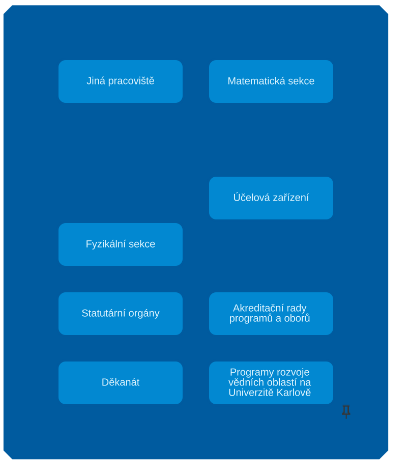 Jiná pracoviště
Matematická sekce
Účelová zařízení
Fyzikální sekce
Statutární orgány
Akreditační rady
programů a oborů
Děkanát
Programy rozvoje
vědních oblastí na
Univerzitě Karlově